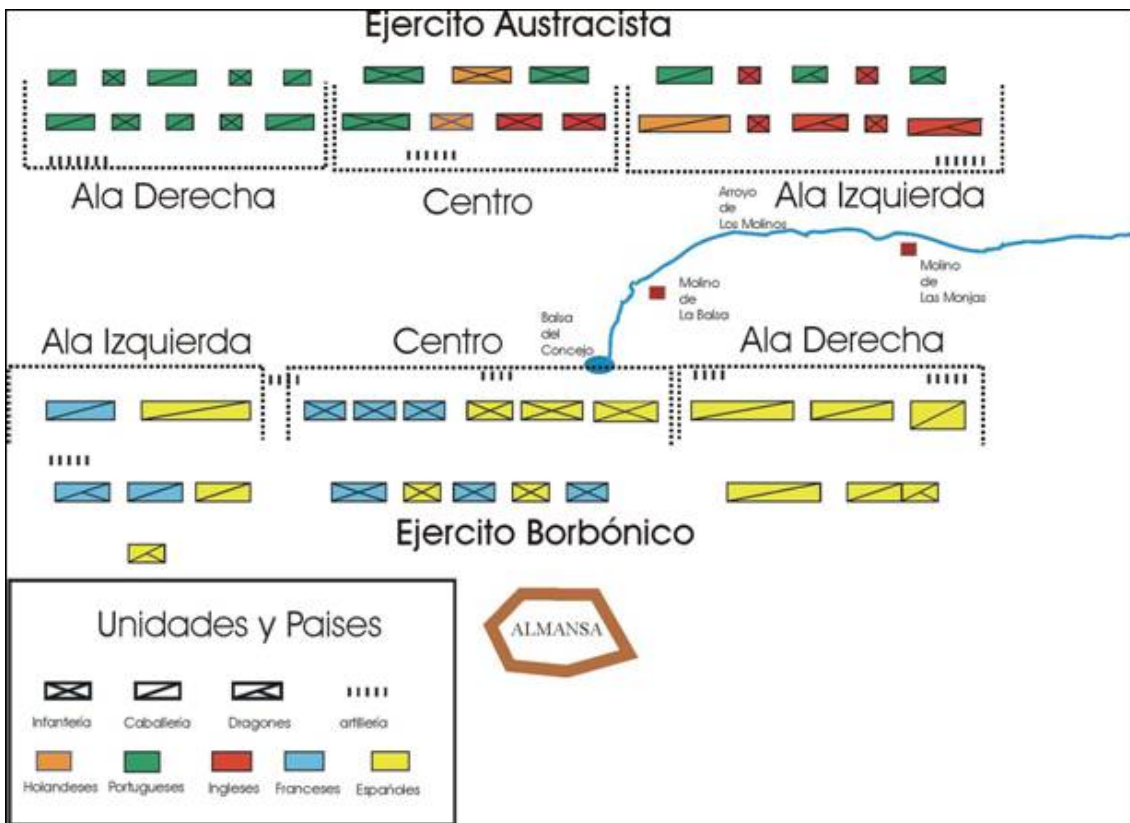 Ejercito Austracista
Ala Derecha
Centro
Ala Izquierda
Arroyo
de
Los Molinos
Molino
de
La Balsa
Molino
de
Las Monjas
Balsa
del
Concejo
Ala Izquierda
Centro
Ala Derecha
Ejercito Borbónico
ALMANSA
Unidades y Paises
Infantería
Caballería
Dragones
artillería
Holandeses
Portugueses
Ingleses
Franceses
Españoles